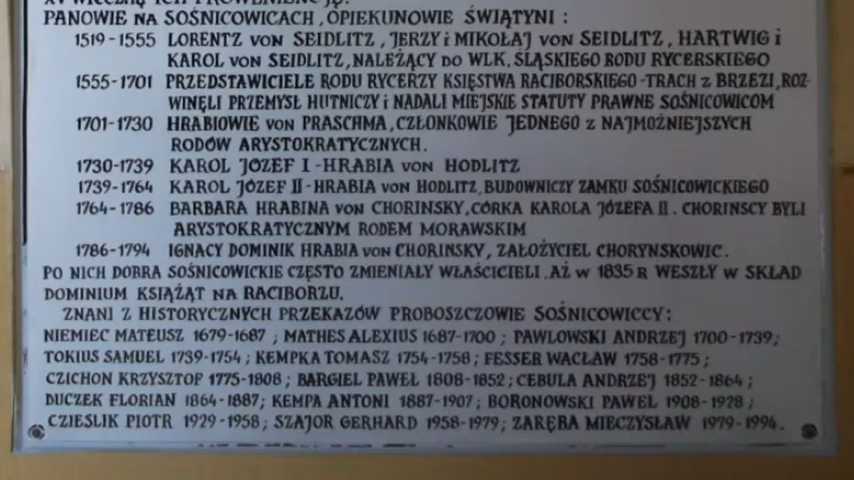 XV WIECZNĄ ICH PROWENIENCJĘ.
PANOWIE NA SOŚNICOWICACH, OPIEKUNOWIE ŚWIĄTYNI :
1519-1555 LORENTZ VON SEIDLITZ, JERZY i MIKOŁAJ VON SEIDLITZ, HARTWIG i
KAROL VON SEIDLITZ, NALEŻĄCY DO WLK. ŚLĄSKIEGO RODU RYCERSKIEGO
1555-1701 PRZEDSTAWICIELE RODU RYCERZY KSIĘSTWA RACIBORSKIEGO-TRACH z BRZEZI, ROZ-
WINĘLI PRZEMYSŁ HUTNICZY i NADALI MIEJSKIE STATUTY PRAWNE SOŚNICOWICOM
1701-1730 HRABIOWIE VON PRASCHMA, CZŁONKOWIE JEDNEGO z NAJMOŻNIEJSZYCH
RODÓW ARYSTOKRATYCZNYCH.
1730-1739 KAROL JÓZEF I-HRABIA VON HODLITZ
1739-1764 KAROL JÓZEF II-HRABIA VON HODLITZ, BUDOWNICZY ZAMKU SOŚNICOWICKIEGO
1764-1786 BARBARA HRABINA VON CHORINSKY, CÓRKA KAROLA JÓZEFA II. CHORINSCY BYLI
ARYSTOKRATYCZNYM RODEM MORAWSKIM
1786-1794 IGNACY DOMINIK HRABIA VON CHORINSKY, ZAŁOŻYCIEL CHORYNSKOWIC.
PO NICH DOBRA SOŚNICOWICKIE CZĘSTO ZMIENIAŁY WŁAŚCICIELI, AŻ w 1835 R WESZŁY w SKŁAD
DOMINIUM KSIĄŻĄT NA RACIBORZU.
ZNANI Z HISTORYCZNYCH PRZEKAZÓW PROBOSZCZOWIE SOŚNICOWICCY:
NIEMIEC MATEUSZ 1679-1687 ; MATHES ALEXIUS 1687-1700 ; PAWLOWSKI ANDRZEJ 1700-1739;
TOKIUS SAMUEL 1739-1754 ; KEMPKA TOMASZ 1754-1758 ; FESSER WACŁAW 1758-1775 ;
CZICHON KRZYSZTOF 1775-1808 ; BARGIEL PAWEŁ 1808-1852 ; CEBULA ANDRZEJ 1852-1864 ;
DUCZEK FLORIAN 1864-1887; KEMPA ANTONI 1887-1907 ; BORONOWSKI PAWEŁ 1908-1928 ;
CZIEŚLIK PIOTR 1929-1958 ; SZAJOR GERHARD 1958-1979 ; ZARĘBA MIECZYSŁAW 1979-1994.